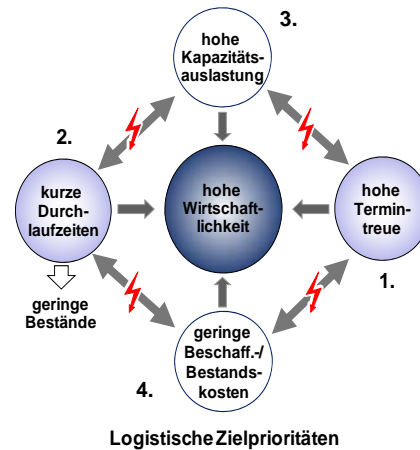 3.
hohe
Kapazitäts-
auslastung
2.
kurze
Durch-
laufzeiten
hohe
Wirtschaft-
lichkeit
hohe
Termin-
treue
1.
geringe
Bestände
geringe
Beschaff.-/
Bestands-
kosten
4.
Logistische Zielprioritäten